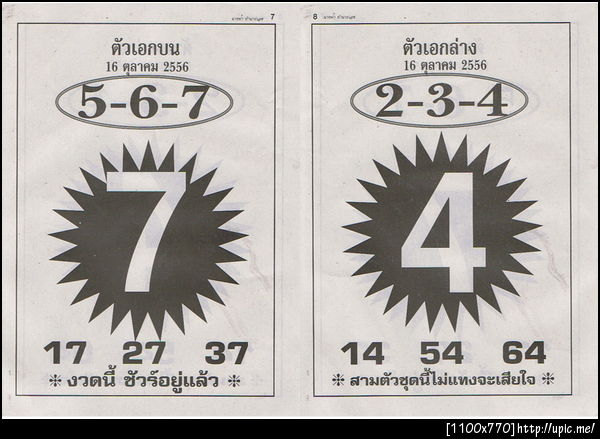 7
ตัวเอกบน
16 ตุลาคม 2556
5-6-7
7
17 27 37
❊ งวดนี้ ชัวร์อยู่แล้ว ❊
8
ตัวเอกล่าง
16 ตุลาคม 2556
2-3-4
4
14 54 64
❊ สามตัวชุดนี้ไม่แทงจะเสียใจ ❊
[1100x770]http://upic.me/